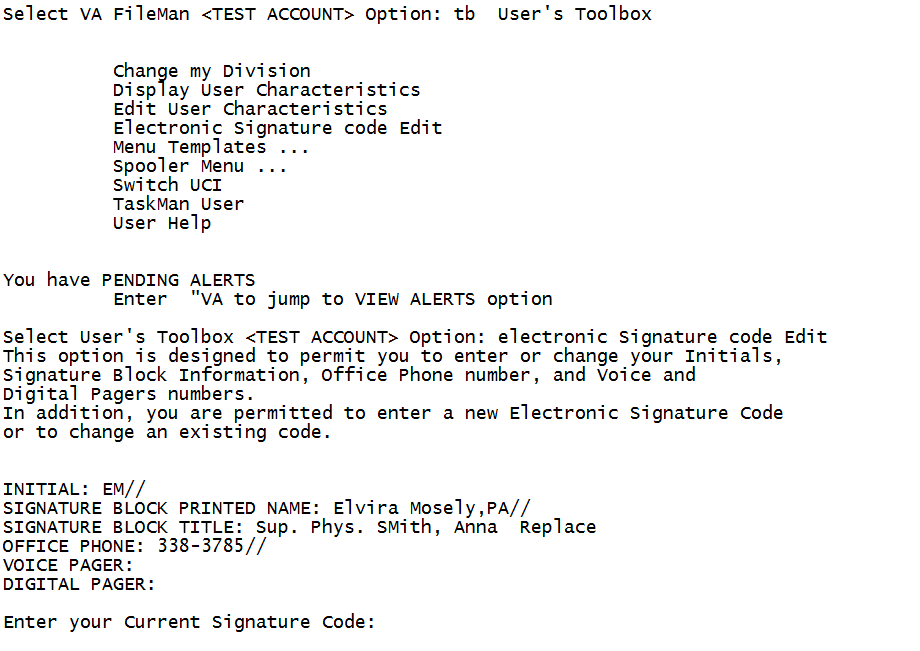 Select VA FileMan <TEST ACCOUNT> Option: tb  User's Toolbox
Change my Division
Display User Characteristics
Edit User Characteristics
Electronic Signature code Edit
Menu Templates ...
Spooler Menu ...
Switch UCI
TaskMan User
User Help
You have PENDING ALERTS
Enter  "VA to jump to VIEW ALERTS option
Select User's Toolbox <TEST ACCOUNT> Option: electronic Signature code Edit
This option is designed to permit you to enter or change your Initials,
Signature Block Information, Office Phone number, and Voice and
Digital Pagers numbers.
In addition, you are permitted to enter a new Electronic Signature Code
or to change an existing code.
INITIAL: EM//
SIGNATURE BLOCK PRINTED NAME: Elvira Mosely,PA//
SIGNATURE BLOCK TITLE: Sup. Phys. SMith, Anna  Replace
OFFICE PHONE: 338-3785//
VOICE PAGER:
DIGITAL PAGER:
Enter your Current Signature Code: